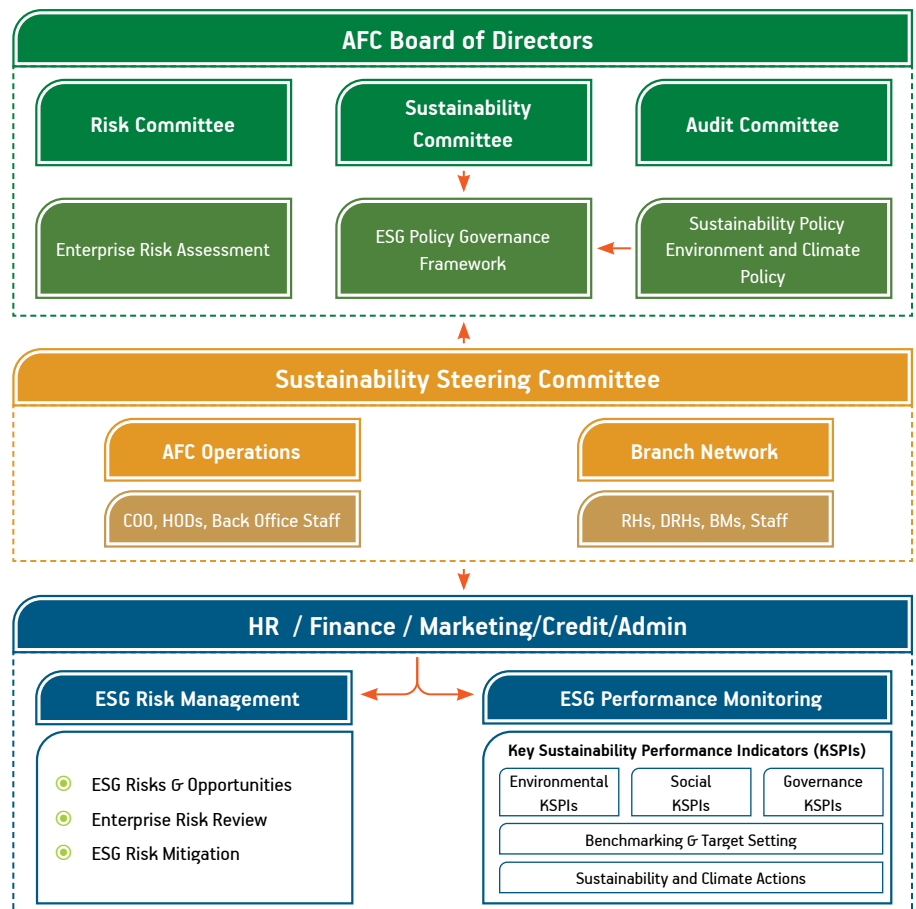 AFC Board of Directors
Risk Committee
Sustainability
Committee
Audit Committee
Enterprise Risk Assessment
ESG Policy Governance
Framework
Sustainability Policy
Environment and Climate
Policy
Sustainability Steering Committee
AFC Operations
Branch Network
COO, HODs, Back Office Staff
RHs, DRHs, BMs, Staff
HR / Finance / Marketing/Credit/Admin
ESG Risk Management
ESG Performance Monitoring
ESG Risks & Opportunities
Enterprise Risk Review
ESG Risk Mitigation
Key Sustainability Performance Indicators (KSPIs)
Environmental
KSPIs
Social
KSPIs
Governance
KSPIs
Benchmarking & Target Setting
Sustainability and Climate Actions